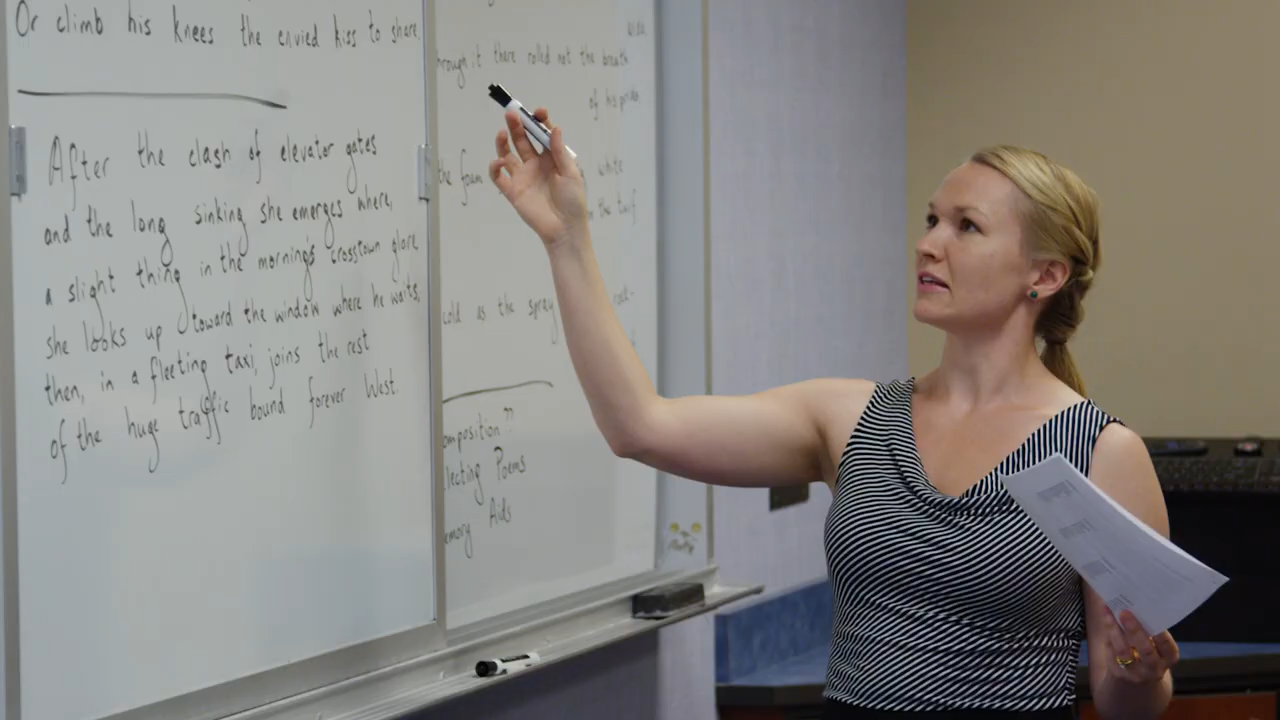 Or climb his knees the envied kiss to share,
After the clash of elevator gates
and the long sinking she emerges where,
a slight thing in the morning's crosstown glare
she looks up toward the window where he waits,
then, in a fleeting taxi, joins the rest
of the huge traffic bound forever West.
rough it there rolled not the breath
of his pride
the foam white
the turf
cold as the spray
omposition"
lecting Poems
emory Aids